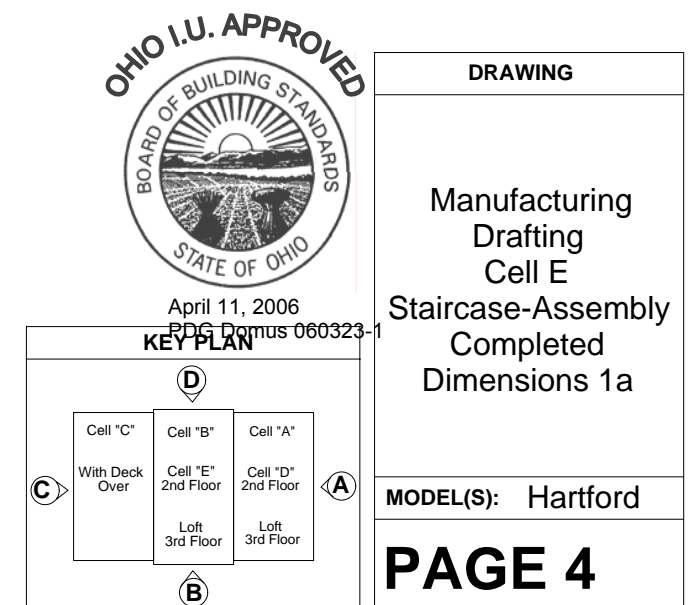 OHIO I.U. APPROVED
BOARD OF BUILDING STANDARDS
STATE OF OHIO
April 11, 2006
PDG Domus 060323-1
KEY PLAN
D
Cell "C"
With Deck
Over
Cell "B"
Cell "E"
2nd Floor
Loft
3rd Floor
Cell "A"
Cell "D"
2nd Floor
Loft
3rd Floor
C
A
B
DRAWING
Manufacturing
Drafting
Cell E
Staircase-Assembly
Completed
Dimensions 1a
MODEL(S): Hartford
PAGE 4